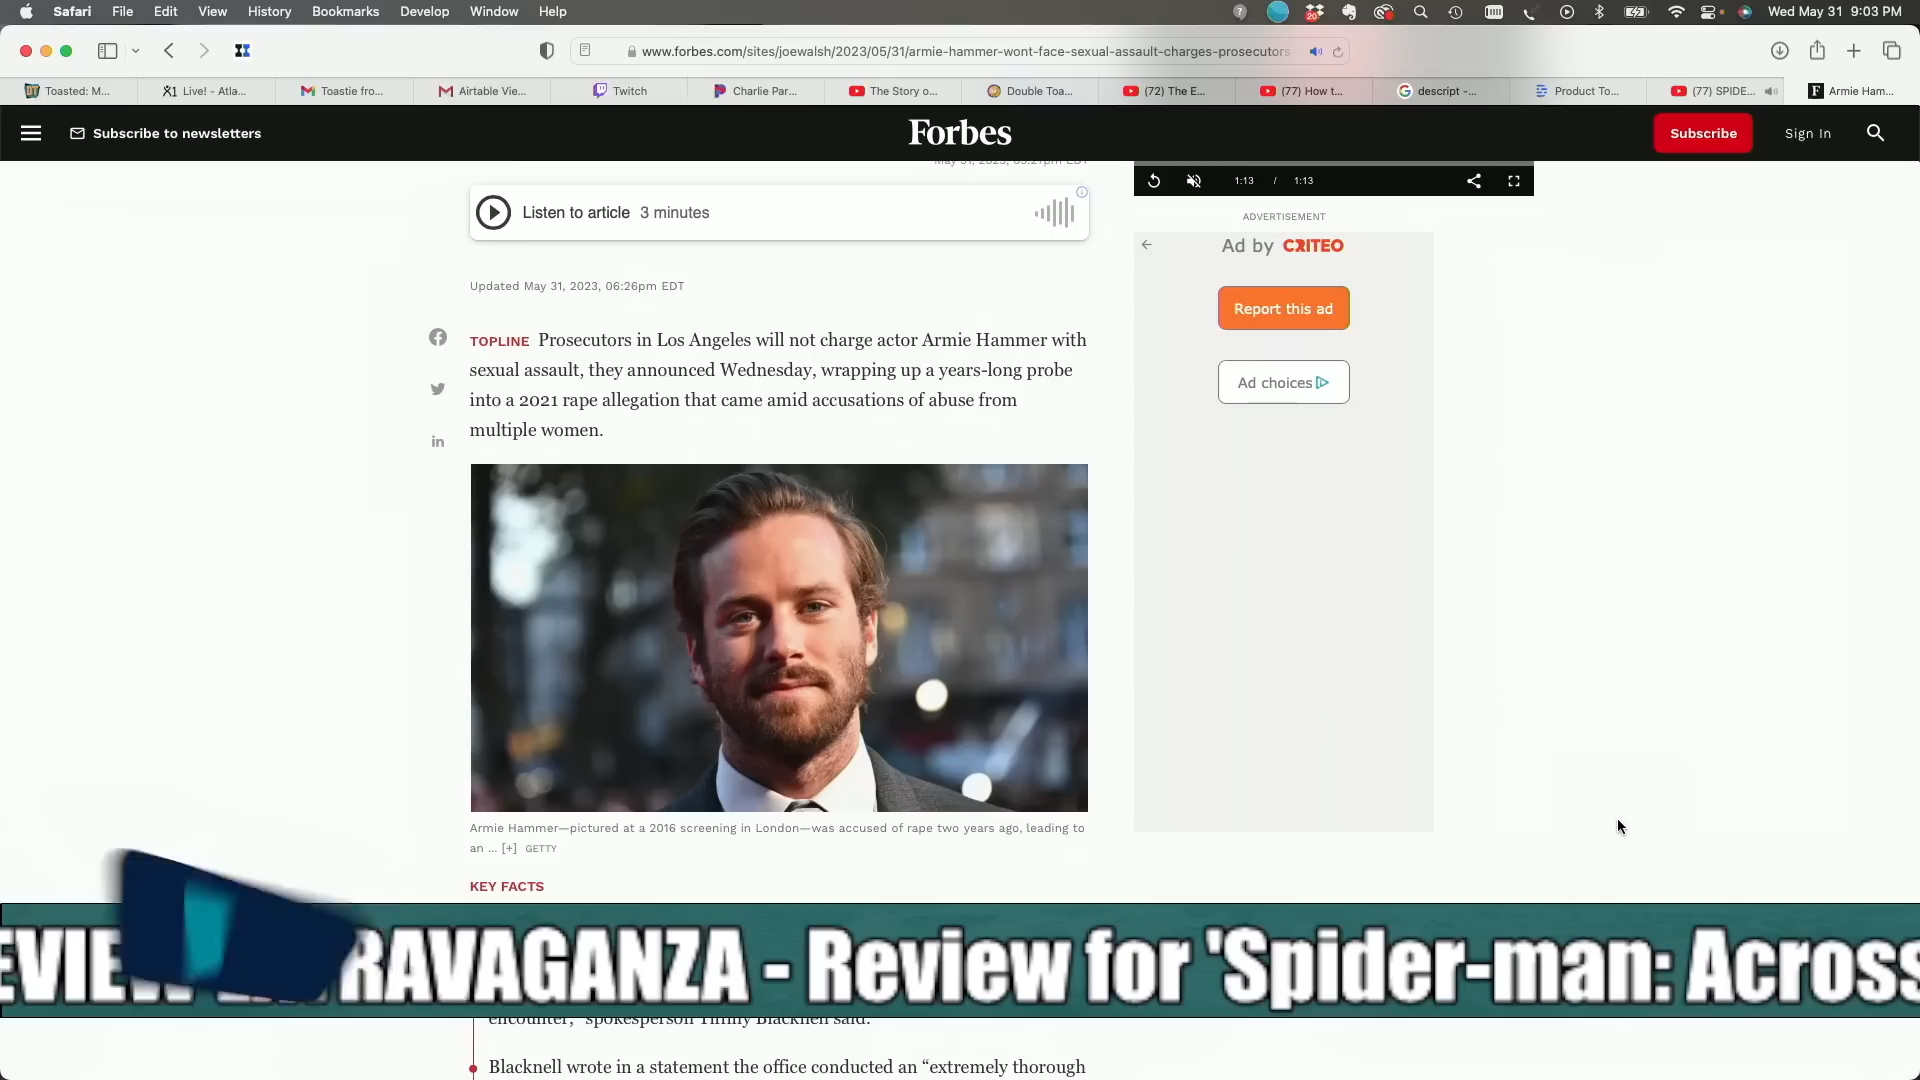 Safari File Edit View History Bookmarks Develop Window Help
20
Wed May 31 9:03 PM
www.forbes.com/sites/joewalsh/2023/05/31/armie-hammer-wont-face-sexual-assault-charges-prosecutors-
Toasted: M...
Live! - Atla...
Toastie fro...
Airtable Vie...
Twitch
Charlie Par...
The Story o...
Double Toa...
(72) The E...
(77) How t...
descript -...
Product To...
(77) SPIDE...
Armie Ham...
Subscribe to newsletters
Forbes
Subscribe
Sign In
May 31, 2023, 05:27pm EDT
1:13 / 1:13
Listen to article 3 minutes
ADVERTISEMENT
Ad by CRITEO
Report this ad
Ad choices
Updated May 31, 2023, 06:26pm EDT
TOPLINE Prosecutors in Los Angeles will not charge actor Armie Hammer with
sexual assault, they announced Wednesday, wrapping up a years-long probe
into a 2021 rape allegation that came amid accusations of abuse from
multiple women.
Armie Hammer—pictured at a 2016 screening in London—was accused of rape two years ago, leading to
an ... [+] GETTY
KEY FACTS
EVIE RAVAGANZA - Review for 'Spider-man: Across
encounter," spokesperson Tiffiny Blacknell said.
Blacknell wrote in a statement the office conducted an “extremely thorough